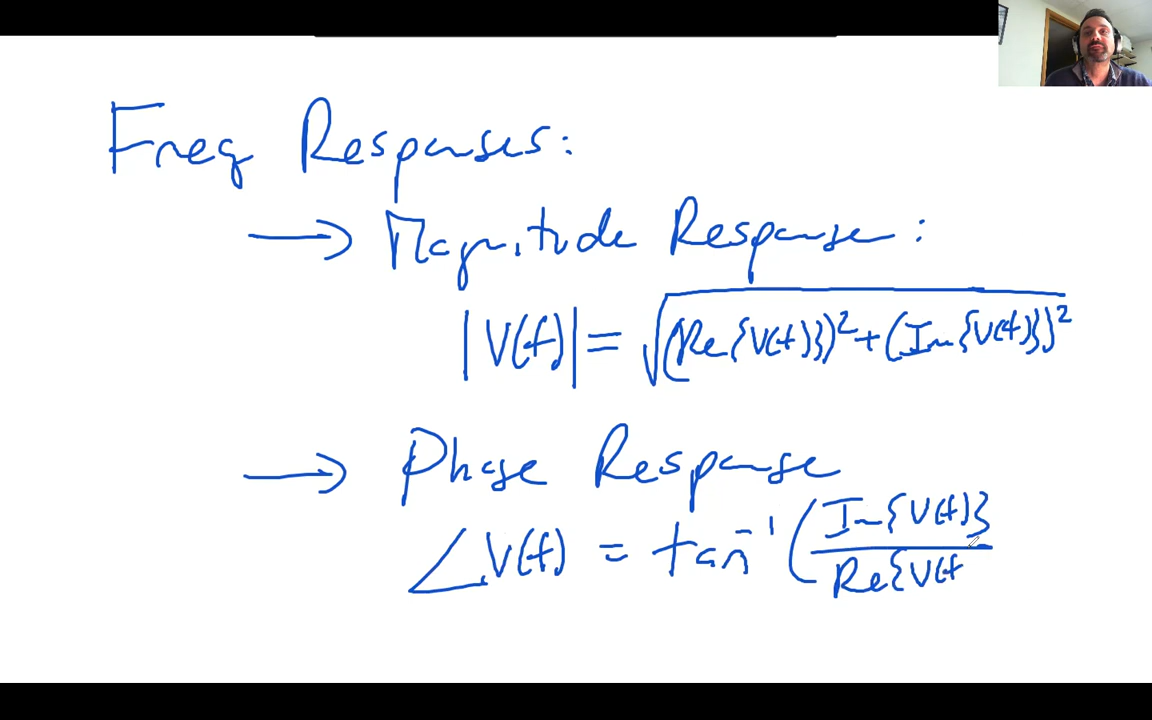 Freq Responses:
→ Magnitude Response:
|V(f)| = √(Re{V(f)})² + (Im{V(f)})²
→ Phase Response
∠V(f) = tan⁻¹ (Im{V(f)}
Re{V(f